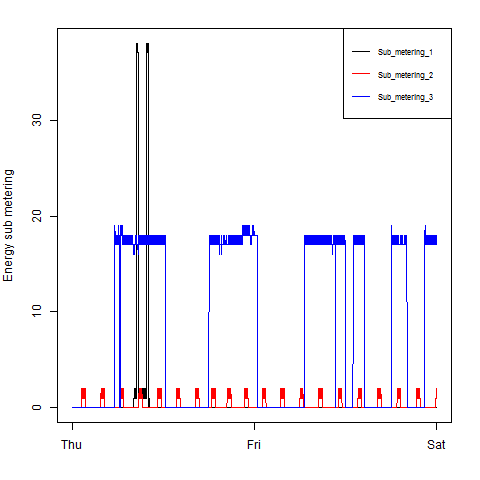 Sub_metering_1
Sub_metering_2
Sub_metering_3
Energy sub metering
30
20
10
0
Thu Fri Sat